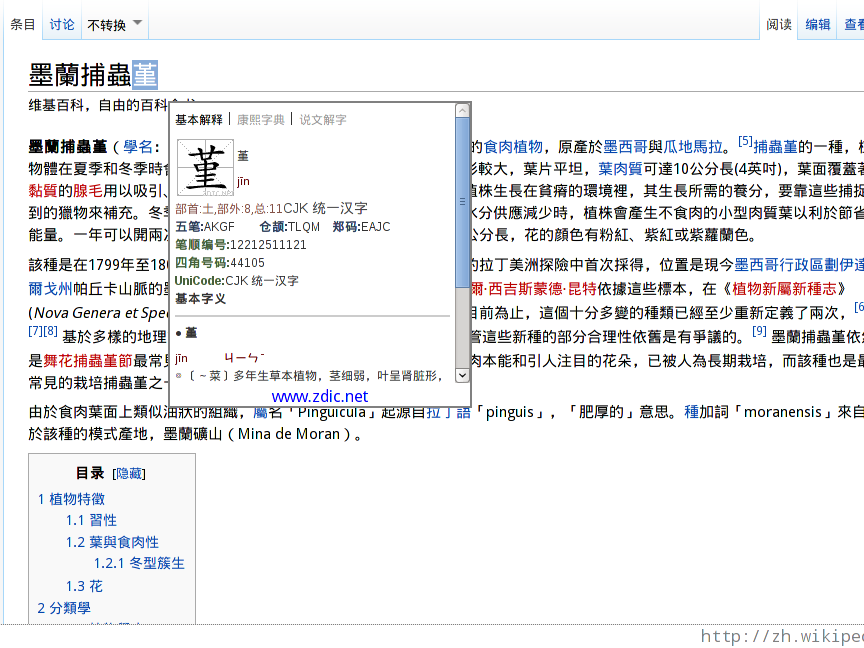 条目 讨论 不转换 阅读 编辑 查看
墨蘭捕蟲菫
维基百科，自由的百科
基本解释 康熙字典 说文解字
菫
堇
jǐn
部首:土,部外:8,总:11CJK 统一汉字
五笔:AKGF 仓颉:TLQM 郑码:EAJC
笔顺编号:12212511121
四角号码:44105
UniCode:CJK 统一汉字
基本字义
● 堇
jǐn ㄐㄧㄣˇ
◎ 〔～菜〕多年生草本植物，茎细弱，叶呈肾脏形，
www.zdic.net
墨蘭捕蟲菫（學名： 的食肉植物，原產於墨西哥與瓜地馬拉。[5]捕蟲菫的一種，
物體在夏季和冬季時會 較大，葉片平坦，葉肉質可達10公分長(4英吋)，葉面覆蓋著
黏質的腺毛用以吸引、 植株生長在貧瘠的環境裡，其生長所需的養分，要靠這些捕捉
到的獵物來補充。冬季 水分供應減少時，植株會產生不食肉的小型肉質葉以利於節省
能量。一年可以開兩次 公分長，花的顏色有粉紅、紫紅或紫羅蘭色。
該種是在1799年至180 的拉丁美洲探險中首次採得，位置是現今墨西哥行政區劃伊達
爾戈州帕丘卡山脈的墨 爾·西吉斯蒙德·昆特依據這些標本，在《植物新屬新種志》
(Nova Genera et Spec 目前為止，這個十分多變的種類已經至少重新定義了兩次，[6
[7][8] 基於多樣的地理 管這些新種的部分合理性依舊是有爭議的。[9] 墨蘭捕蟲菫依然
是舞花捕蟲菫節最常見 肉本能和引人注目的花朵，已被人為長期栽培，而該種也是最
常見的栽培捕蟲菫之一
由於食肉葉面上類似油狀的組織，屬名「Pinguicula」起源自拉丁語「pinguis」，「肥厚的」意思。種加詞「moranensis」來自
於該種的模式產地，墨蘭礦山（Mina de Moran）。
目录 [隐藏]
1 植物特徵
1.1 習性
1.2 葉與食肉性
1.2.1 冬型簇生
1.3 花
2 分類學
http://zh.wikiped